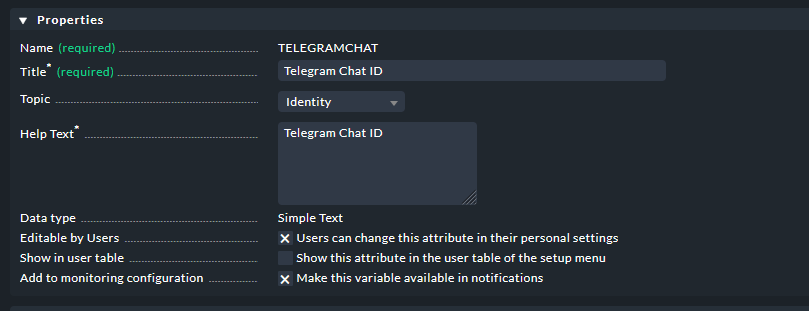 Properties
Name (required) TELEGRAMCHAT
Title* (required) Telegram Chat ID
Topic Identity
Help Text* Telegram Chat ID
Data type Simple Text
Editable by Users Users can change this attribute in their personal settings
Show in user table Show this attribute in the user table of the setup menu
Add to monitoring configuration Make this variable available in notifications